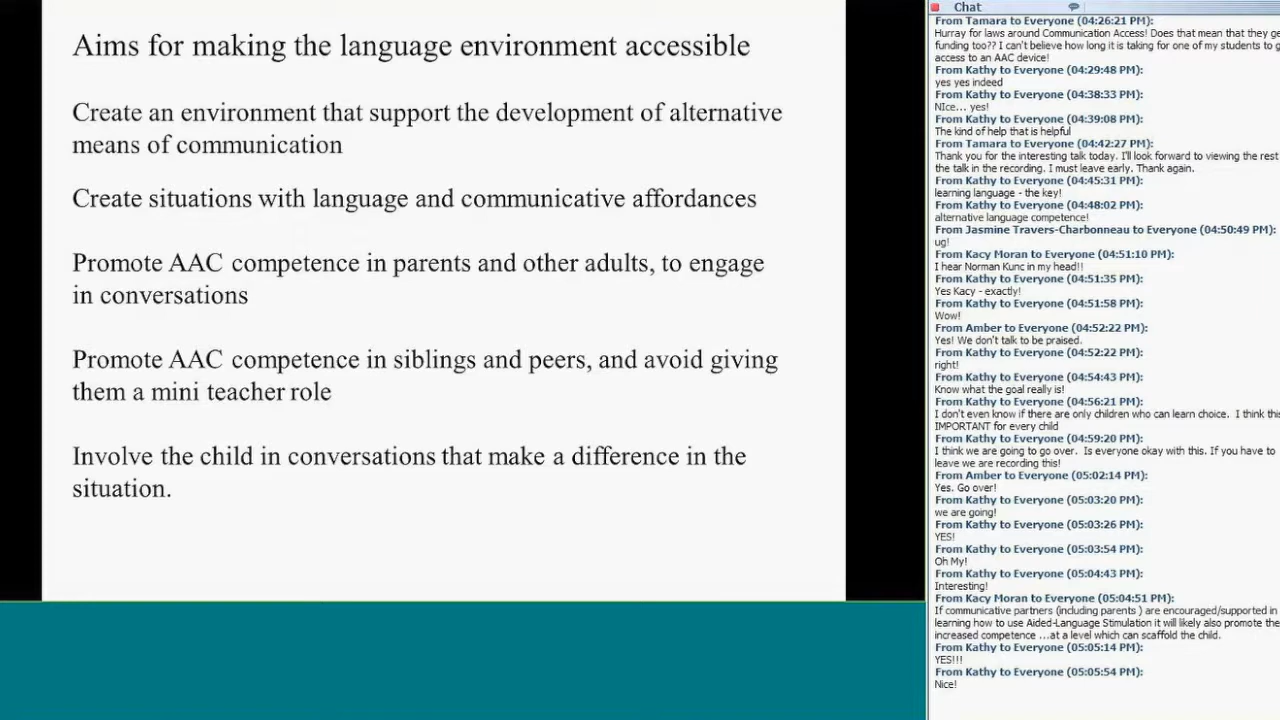 Aims for making the language environment accessible
Create an environment that support the development of alternative
means of communication
Create situations with language and communicative affordances
Promote AAC competence in parents and other adults, to engage
in conversations
Promote AAC competence in siblings and peers, and avoid giving
them a mini teacher role
Involve the child in conversations that make a difference in the
situation.
Chat
From Tamara to Everyone (04:26:21 PM):
Hurray for laws around Communication Access! Does that mean that they ge
funding too?? I can't believe how long it is taking for one of my students to g
access to an AAC device!
From Kathy to Everyone (04:29:48 PM):
yes yes indeed
From Kathy to Everyone (04:38:33 PM):
NIce... yes!
From Kathy to Everyone (04:39:08 PM):
The kind of help that is helpful
From Tamara to Everyone (04:42:27 PM):
Thank you for the interesting talk today. I'll look forward to viewing the rest
the talk in the recording. I must leave early. Thank again.
From Kathy to Everyone (04:45:31 PM):
learning language - the key!
From Kathy to Everyone (04:48:02 PM):
alternative language competence!
From Jasmine Travers-Charbonneau to Everyone (04:50:49 PM):
ug!
From Kacy Moran to Everyone (04:51:10 PM):
I hear Norman Kunc in my head!!
From Kathy to Everyone (04:51:35 PM):
Yes Kacy - exactly!
From Kathy to Everyone (04:51:58 PM):
Wow!
From Amber to Everyone (04:52:22 PM):
Yes! We don't talk to be praised.
From Kathy to Everyone (04:52:22 PM):
right!
From Kathy to Everyone (04:54:43 PM):
Know what the goal really is!
From Kathy to Everyone (04:56:21 PM):
I don't even know if there are only children who can learn choice. I think this
IMPORTANT for every child
From Kathy to Everyone (04:59:20 PM):
I think we are going to go over. Is everyone okay with this. If you have to
leave we are recording this!
From Amber to Everyone (05:02:14 PM):
Yes. Go over!
From Kathy to Everyone (05:03:20 PM):
we are going!
From Kathy to Everyone (05:03:26 PM):
YES!
From Kathy to Everyone (05:03:54 PM):
Oh My!
From Kathy to Everyone (05:04:43 PM):
Interesting!
From Kacy Moran to Everyone (05:04:51 PM):
If communicative partners (including parents ) are encouraged/supported in
learning how to use Aided-Language Stimulation it will likely also promote the
increased competence ...at a level which can scaffold the child.
From Kathy to Everyone (05:05:14 PM):
YES!!!
From Kathy to Everyone (05:05:54 PM):
Nice!